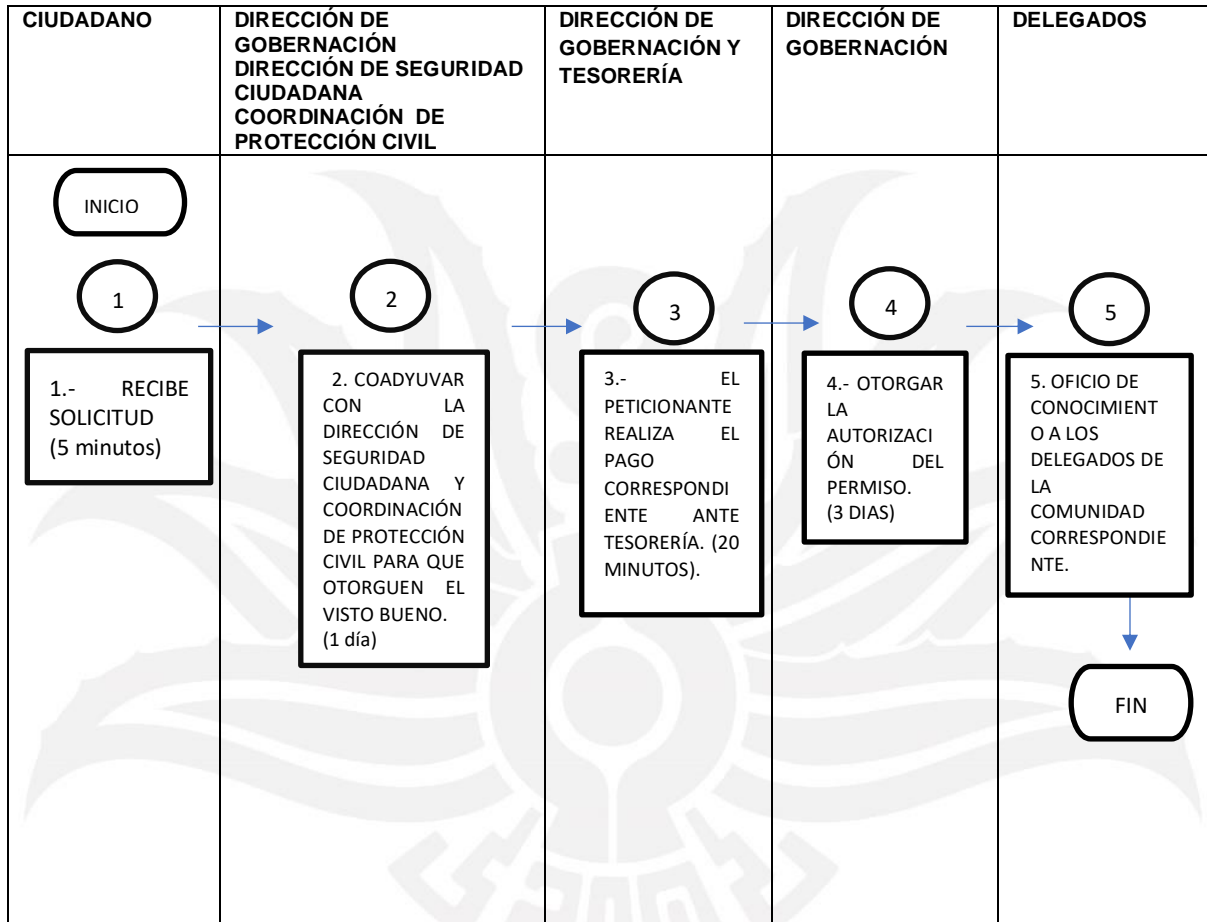 CIUDADANO
DIRECCIÓN DE
GOBERNACIÓN
DIRECCIÓN DE SEGURIDAD
CIUDADANA
COORDINACIÓN DE
PROTECCIÓN CIVIL
DIRECCIÓN DE
GOBERNACIÓN Y
TESORERÍA
DIRECCIÓN DE
GOBERNACIÓN
DELEGADOS
INICIO
1
2
3
4
5
1.- RECIBE
SOLICITUD
(5 minutos)
2. COADYUVAR
CON LA
DIRECCIÓN DE
SEGURIDAD
CIUDADANA Y
COORDINACIÓN
DE PROTECCIÓN
CIVIL PARA QUE
OTORGUEN EL
VISTO BUENO.
(1 día)
3.- EL
PETICIONANTE
REALIZA EL
PAGO
CORRESPONDI
ENTE ANTE
TESORERÍA. (20
MINUTOS).
4.- OTORGAR
LA
AUTORIZACI
ÓN DEL
PERMISO.
(3 DIAS)
5. OFICIO DE
CONOCIMIENT
O A LOS
DELEGADOS DE
LA
COMUNIDAD
CORRESPONDIE
NTE.
FIN